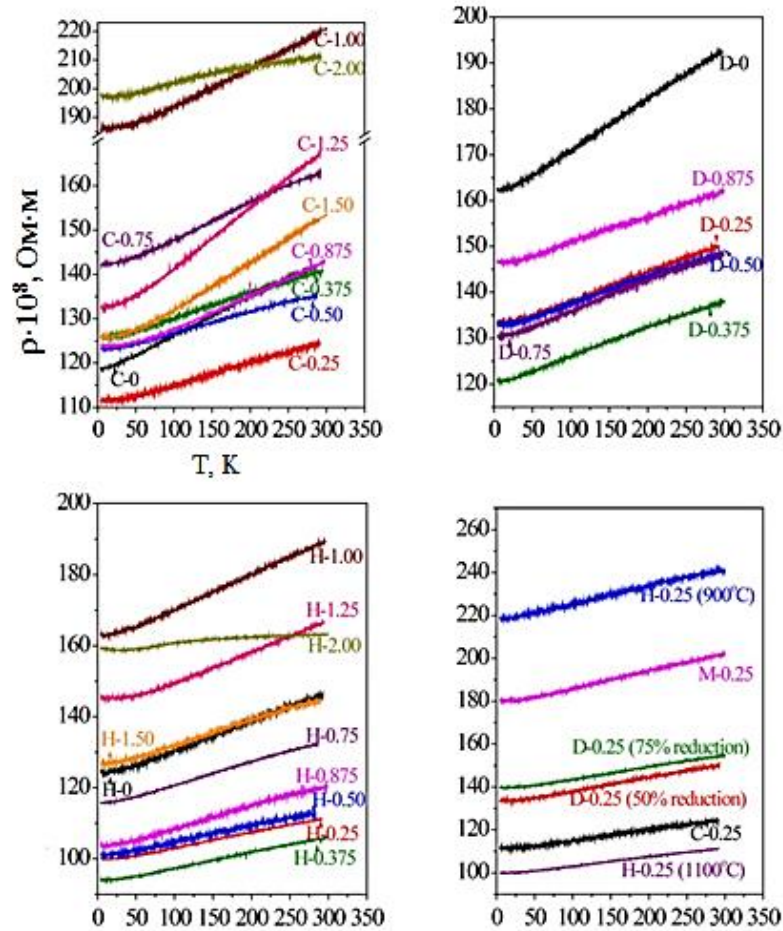 220
210
200
190
160
150
140
130
120
110
0 50 100 150 200 250 300 350
C-1.00
C-2.00
C-1.25
C-0.75
C-1.50
C-0.875
C-0.375
C-0.50
C-0
C-0.25
ρ·10⁸, Ом·м
T, K
200
190
180
170
160
150
140
130
120
0 50 100 150 200 250 300 350
D-0
D-0.875
D-0.25
D-0.50
D-0.75
D-0.375
200
180
160
140
120
100
0 50 100 150 200 250 300 350
H-1.00
H-1.25
H-2.00
H-1.50
H-0.75
H-0
H-0.875
H-0.50
H-0.25
H-0.375
260
240
220
200
180
160
140
120
100
0 50 100 150 200 250 300 350
H-0.25 (900°C)
M-0.25
D-0.25 (75% reduction)
D-0.25 (50% reduction)
C-0.25
H-0.25 (1100°C)